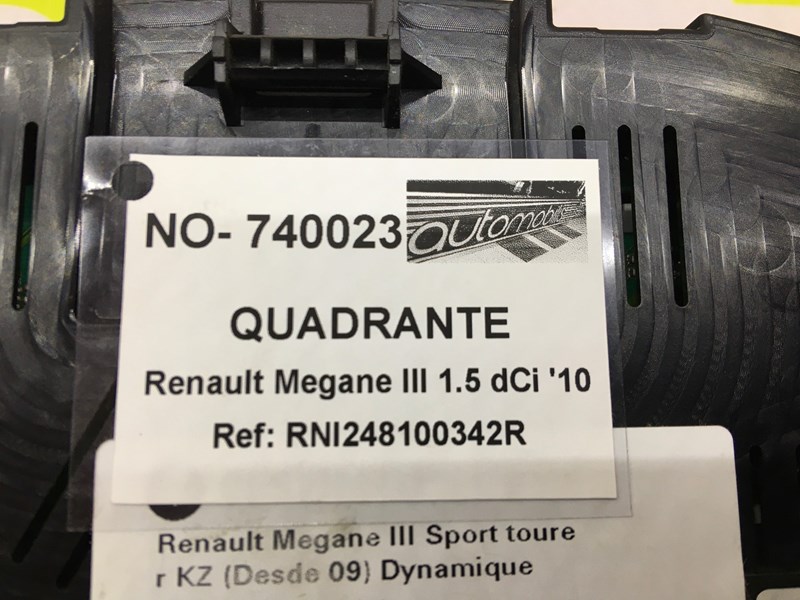 NO- 740023
automobile
QUADRANTE
Renault Megane III 1.5 dCi '10
Ref: RNI248100342R
Renault Megane III Sport toure
r KZ (Desde 09) Dynamique